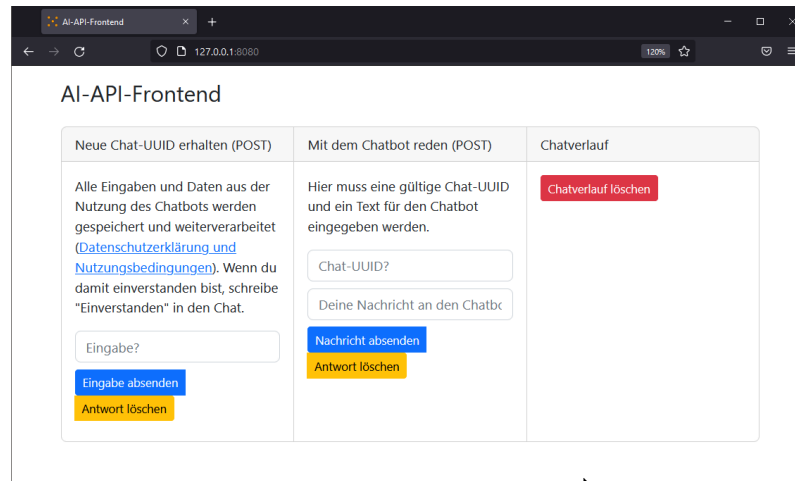 AI-API-Frontend
127.0.0.1:8080
120%
AI-API-Frontend
Neue Chat-UUID erhalten (POST)
Alle Eingaben und Daten aus der
Nutzung des Chatbots werden
gespeichert und weiterverarbeitet
(Datenschutzerklärung und
Nutzungsbedingungen). Wenn du
damit einverstanden bist, schreibe
"Einverstanden" in den Chat.
Eingabe?
Eingabe absenden
Antwort löschen
Mit dem Chatbot reden (POST)
Hier muss eine gültige Chat-UUID
und ein Text für den Chatbot
eingegeben werden.
Chat-UUID?
Deine Nachricht an den Chatbo
Nachricht absenden
Antwort löschen
Chatverlauf
Chatverlauf löschen